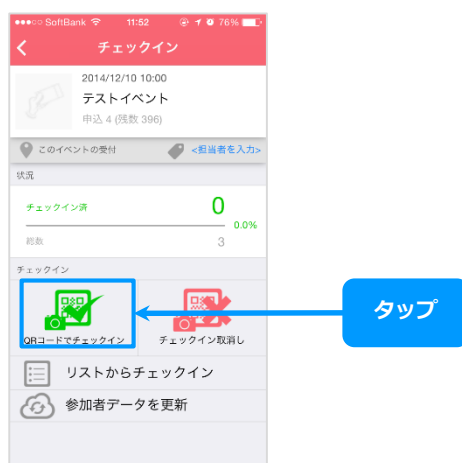 SoftBank 11:52 76%
チェックイン
2014/12/10 10:00
テストイベント
申込 4 (残数 396)
このイベントの受付 <担当者を入力>
状況
チェックイン済 0
0.0%
総数 3
チェックイン
QRコードでチェックイン チェックイン取消し
タップ
リストからチェックイン
参加者データを更新